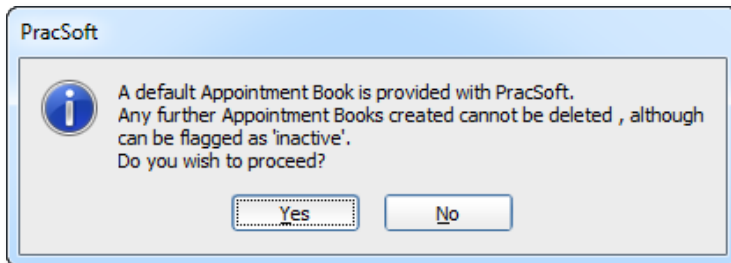 PracSoft
A default Appointment Book is provided with PracSoft.
Any further Appointment Books created cannot be deleted , although
can be flagged as 'inactive'.
Do you wish to proceed?
Yes
No